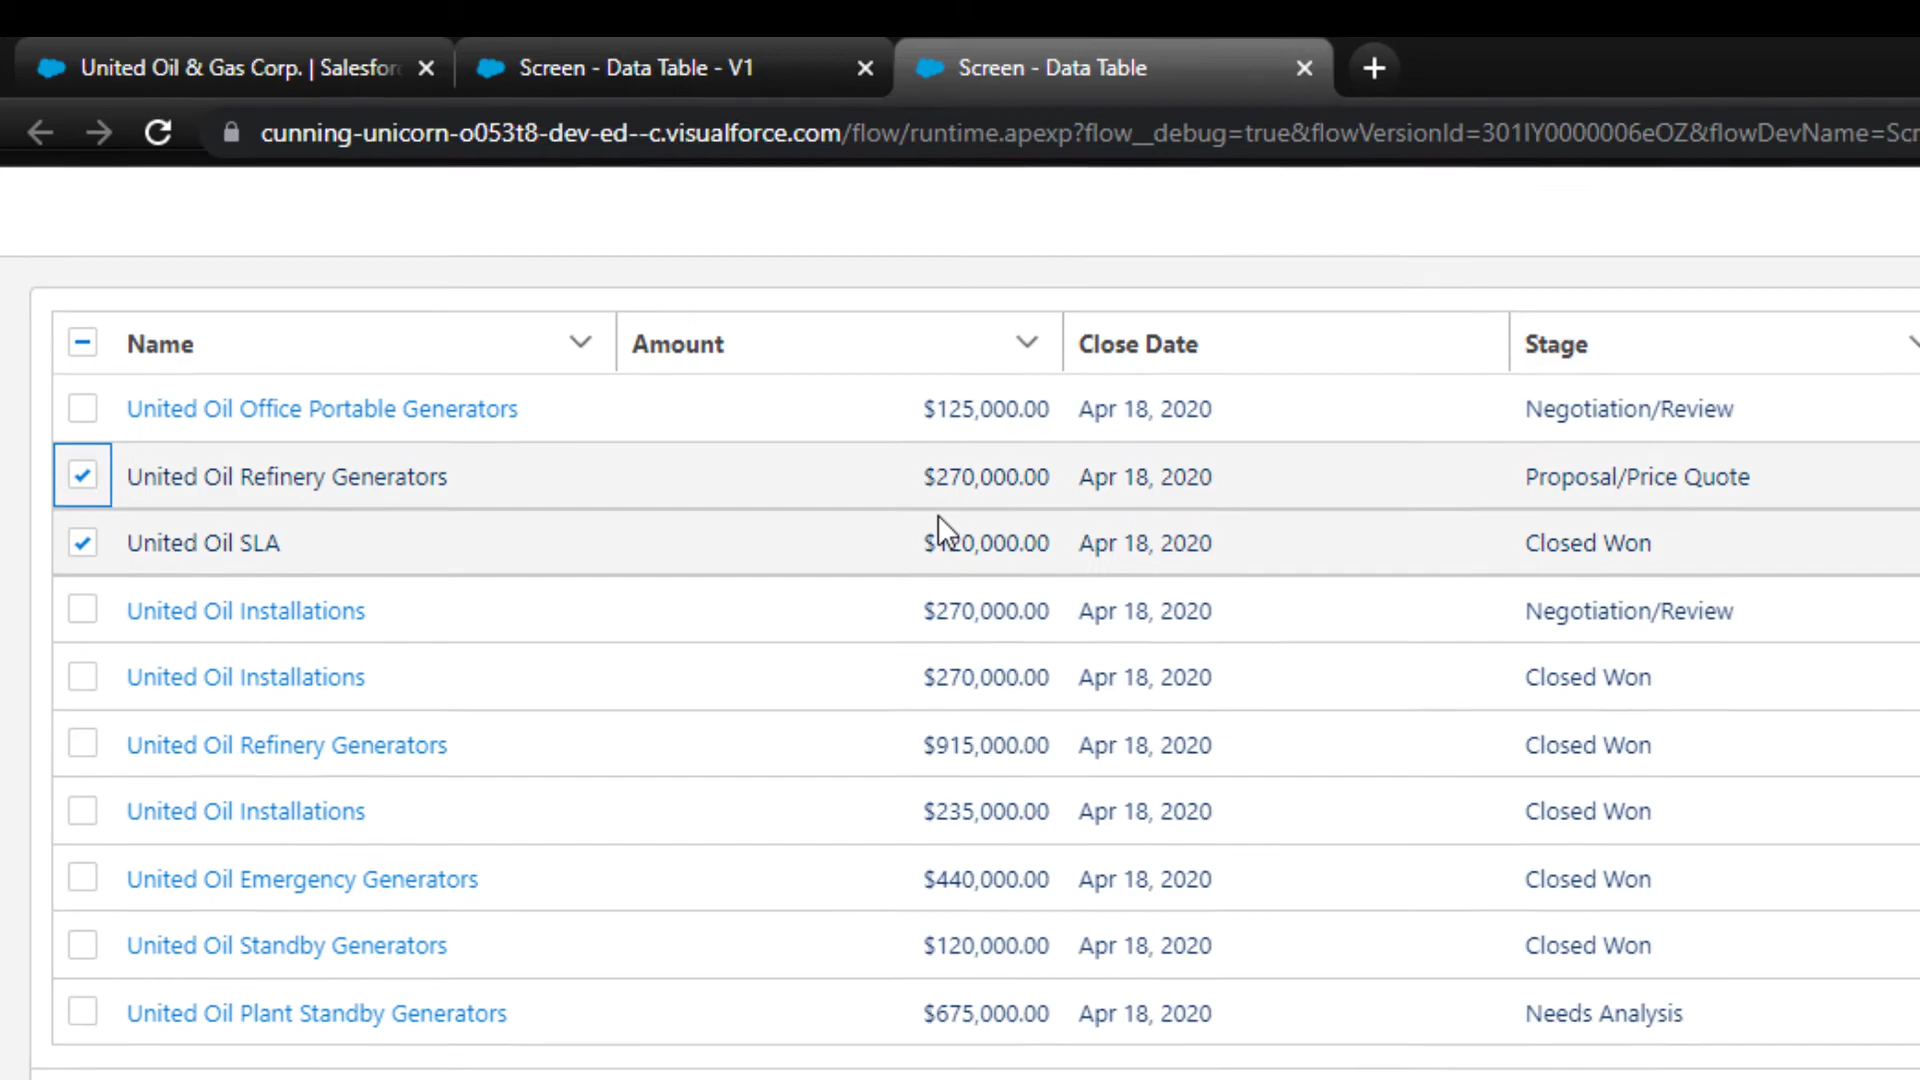 United Oil & Gas Corp. | Salesfor
Screen - Data Table - V1
Screen - Data Table
cunning-unicorn-o053t8-dev-ed--c.visualforce.com/flow/runtime.apexp?flow__debug=true&flowVersionId=301IY0000006eOZ&flowDevName=Scr
Name Amount Close Date Stage
United Oil Office Portable Generators $125,000.00 Apr 18, 2020 Negotiation/Review
United Oil Refinery Generators $270,000.00 Apr 18, 2020 Proposal/Price Quote
United Oil SLA Apr 18, 2020 Closed Won
United Oil Installations $270,000.00 Apr 18, 2020 Negotiation/Review
United Oil Installations $270,000.00 Apr 18, 2020 Closed Won
United Oil Refinery Generators $915,000.00 Apr 18, 2020 Closed Won
United Oil Installations $235,000.00 Apr 18, 2020 Closed Won
United Oil Emergency Generators $440,000.00 Apr 18, 2020 Closed Won
United Oil Standby Generators $120,000.00 Apr 18, 2020 Closed Won
United Oil Plant Standby Generators $675,000.00 Apr 18, 2020 Needs Analysis